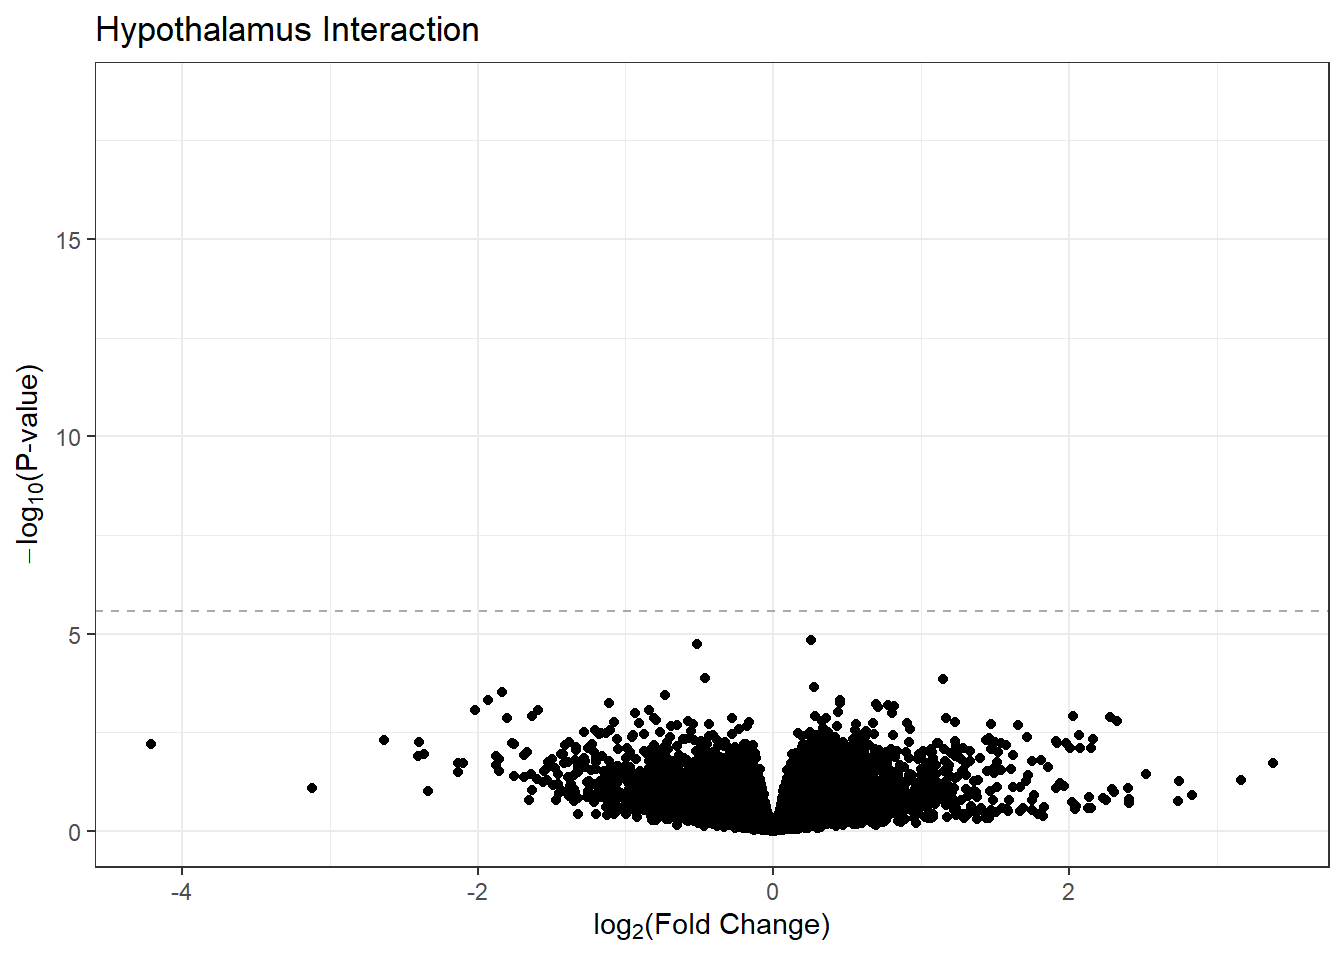 Hypothalamus Interaction
−log₁₀(P-value)
15
10
5
0
-4
-2
0
2
log₂(Fold Change)